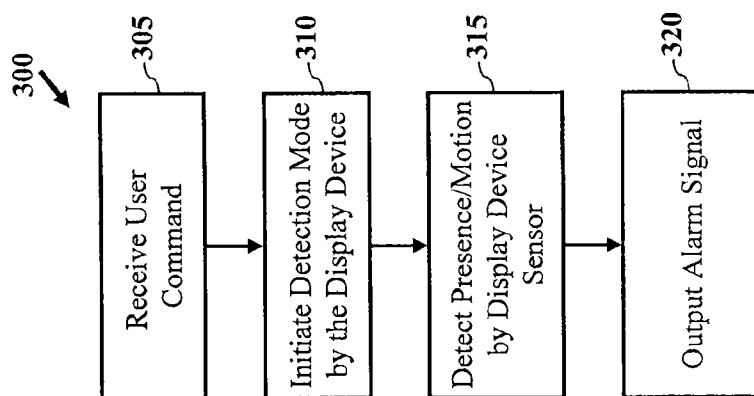 300
305
Receive User
Command
310
Initiate Detection Mode
by the Display Device
315
Detect Presence/Motion
by Display Device
Sensor
320
Output Alarm Signal